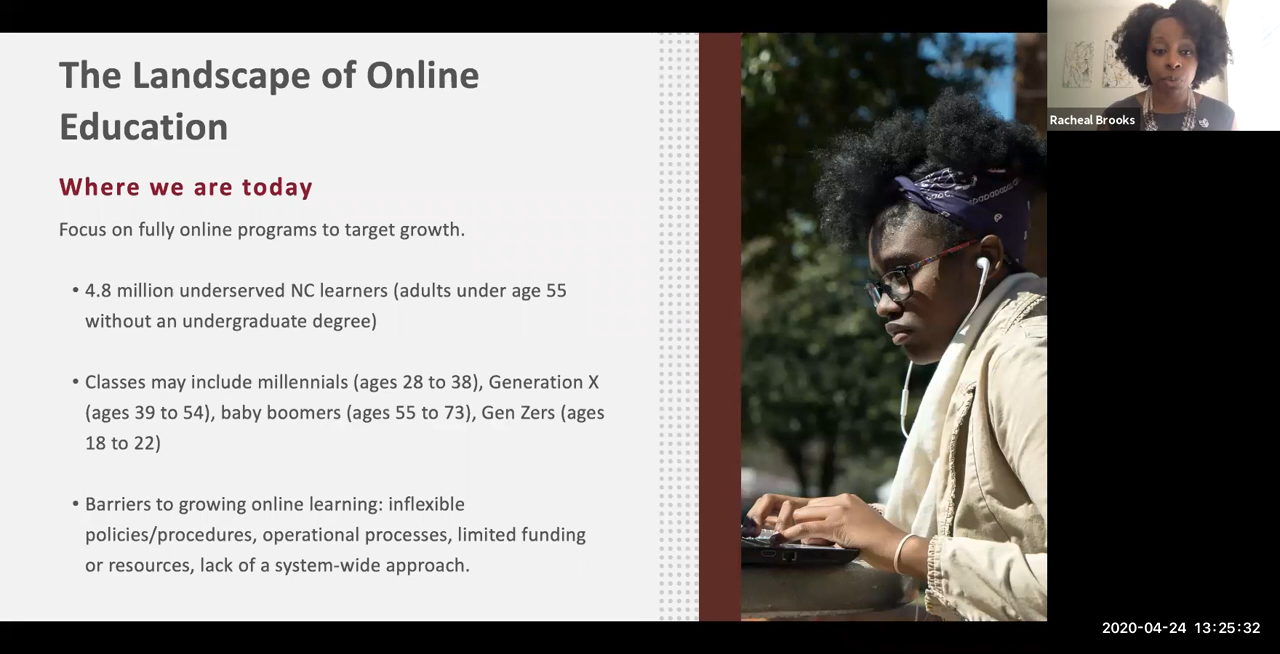 The Landscape of Online
Education
Where we are today
Focus on fully online programs to target growth.
• 4.8 million underserved NC learners (adults under age 55
without an undergraduate degree)
• Classes may include millennials (ages 28 to 38), Generation X
(ages 39 to 54), baby boomers (ages 55 to 73), Gen Zers (ages
18 to 22)
• Barriers to growing online learning: inflexible
policies/procedures, operational processes, limited funding
or resources, lack of a system-wide approach.
Racheal Brooks
2020-04-24 13:25:32